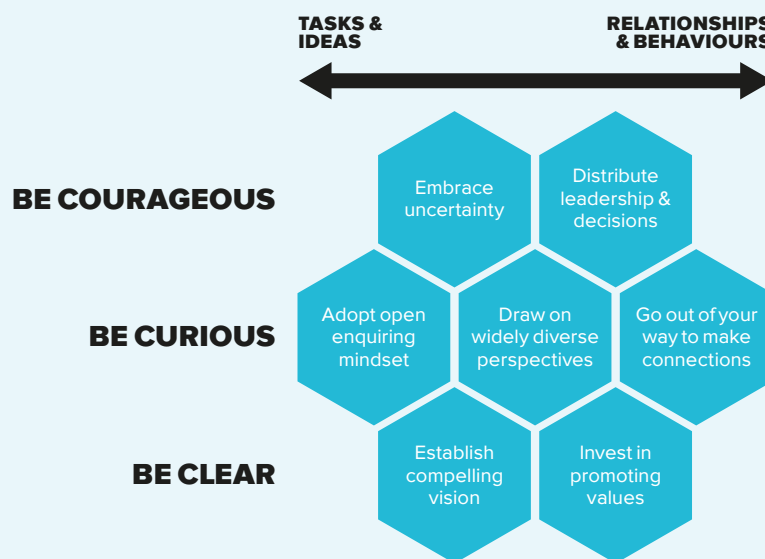 TASKS &
IDEAS
RELATIONSHIPS
& BEHAVIOURS
BE COURAGEOUS
Embrace
uncertainty
Distribute
leadership &
decisions
BE CURIOUS
Adopt open
enquiring
mindset
Draw on
widely diverse
perspectives
Go out of your
way to make
connections
BE CLEAR
Establish
compelling
vision
Invest in
promoting
values